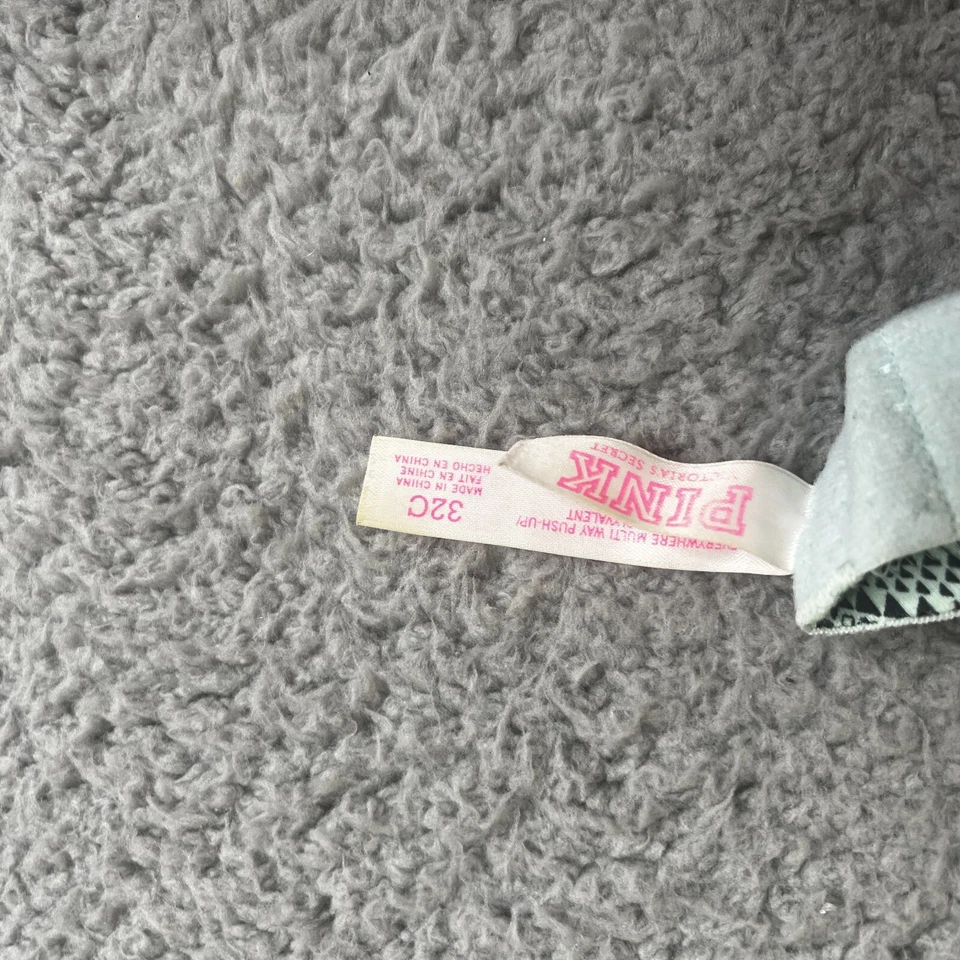 PINK
VICTORIA'S SECRET
EVERYWHERE MULTI WAY PUSH-UP/
32C
MADE IN CHINA
FAIT EN CHINE
HECHO EN CHINA